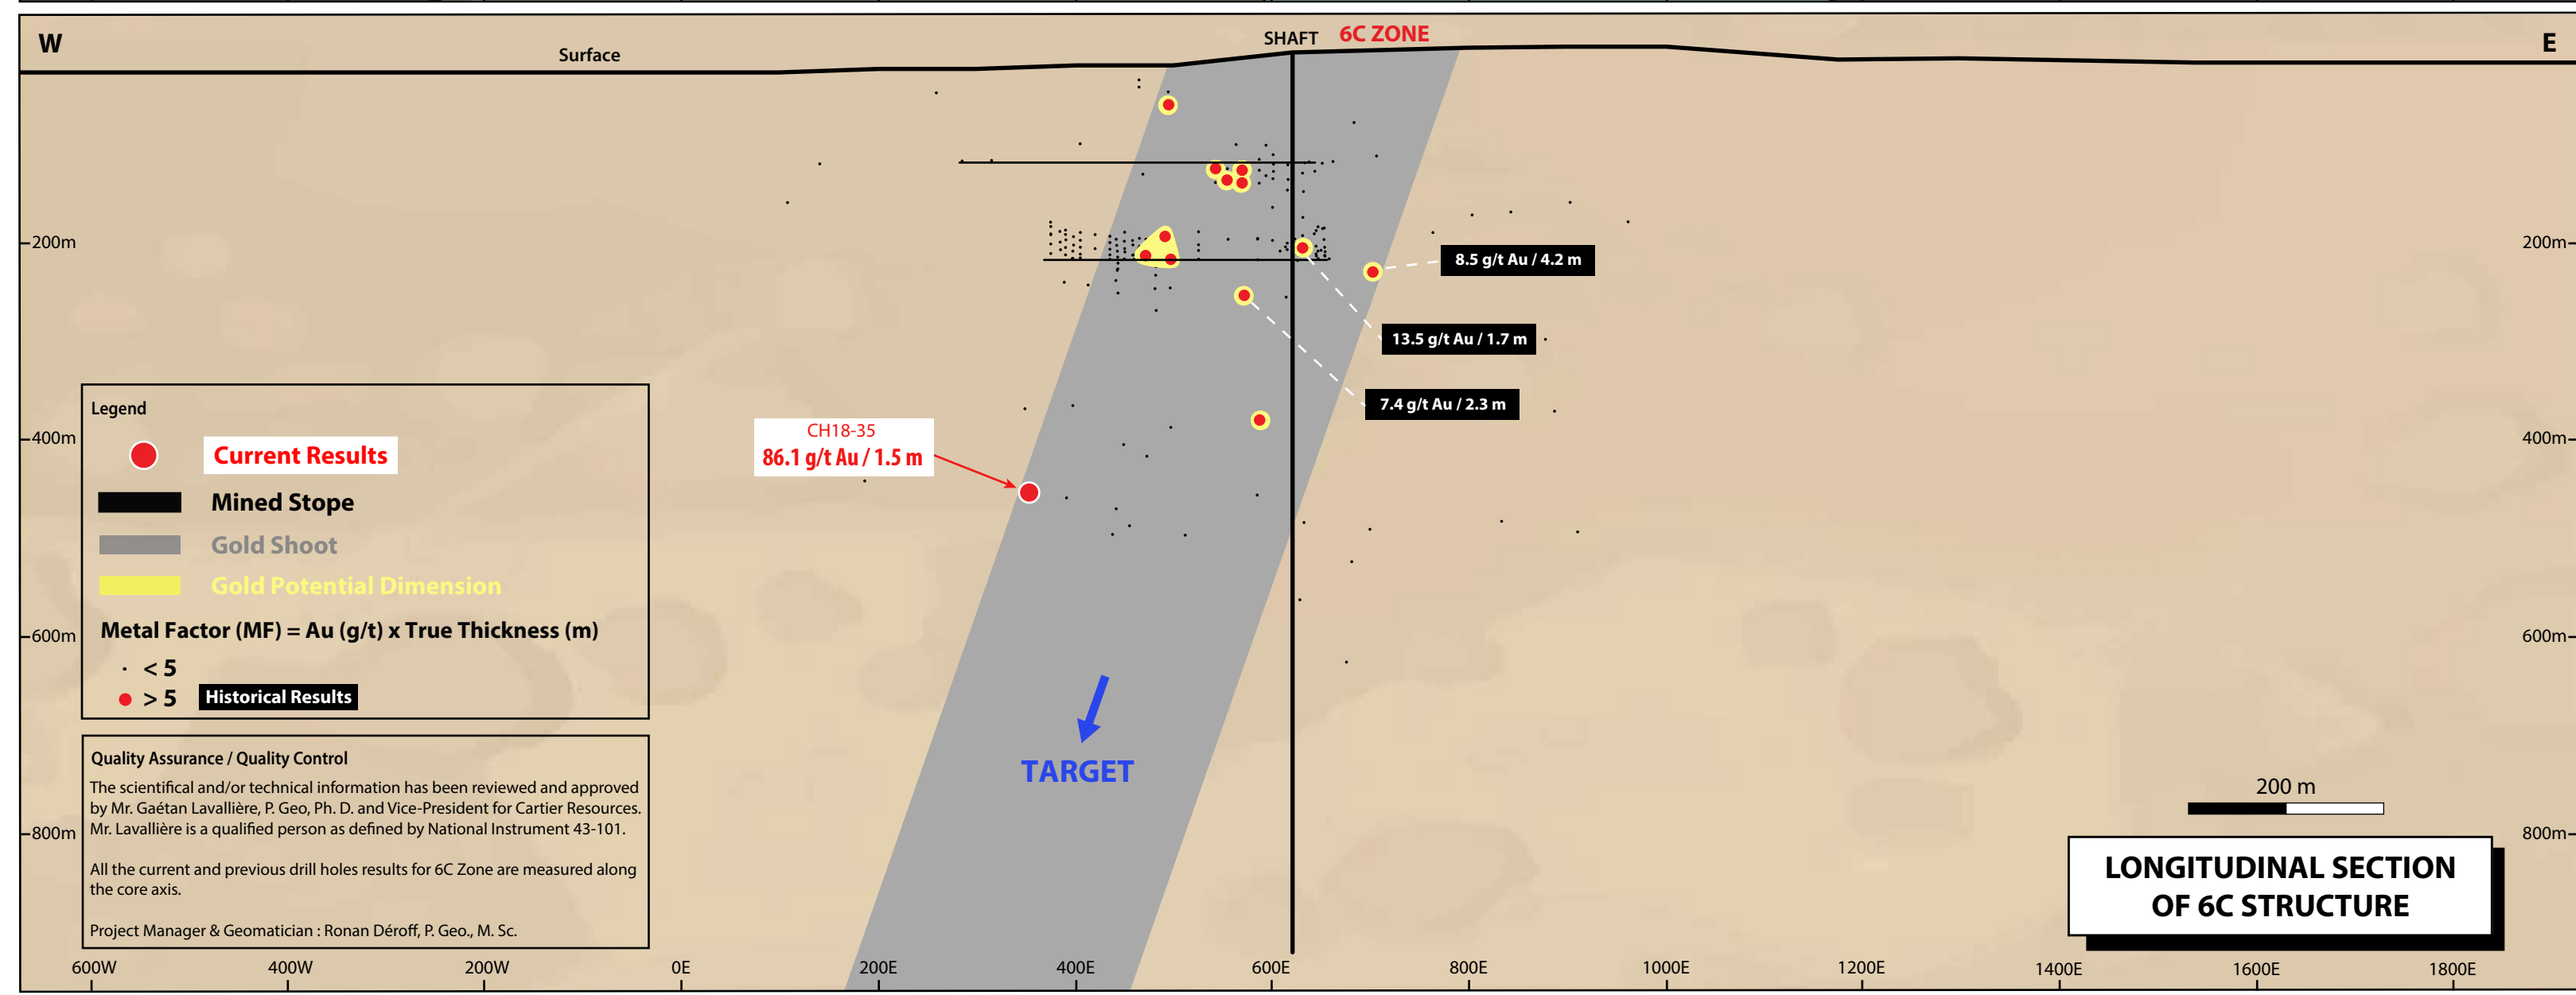 W
Surface
SHAFT
6C ZONE
E
200m
200m
8.5 g/t Au / 4.2 m
13.5 g/t Au / 1.7 m
7.4 g/t Au / 2.3 m
400m
400m
CH18-35
86.1 g/t Au / 1.5 m
Legend
Current Results
Mined Stope
Gold Shoot
Gold Potential Dimension
Metal Factor (MF) = Au (g/t) x True Thickness (m)
< 5
> 5 Historical Results
600m
600m
TARGET
Quality Assurance / Quality Control
The scientifical and/or technical information has been reviewed and approved
by Mr. Gaétan Lavallière, P. Geo, Ph. D. and Vice-President for Cartier Resources.
Mr. Lavallière is a qualified person as defined by National Instrument 43-101.
All the current and previous drill holes results for 6C Zone are measured along
the core axis.
Project Manager & Geomatician : Ronan Déroff, P. Geo., M. Sc.
800m
800m
200 m
LONGITUDINAL SECTION
OF 6C STRUCTURE
600W 400W 200W 0E 200E 400E 600E 800E 1000E 1200E 1400E 1600E 1800E